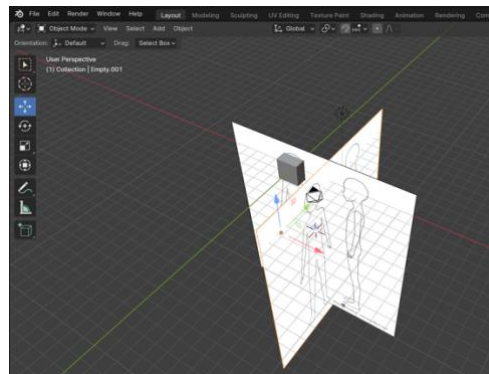 File Edit Render Window Help Layout Modeling Sculpting UV Editing Texture Paint Shading Animation Rendering Com
Object Mode View Select Add Object Global
Orientation: Default Drag: Select Box
User Perspective
(1) Collection | Empty.001